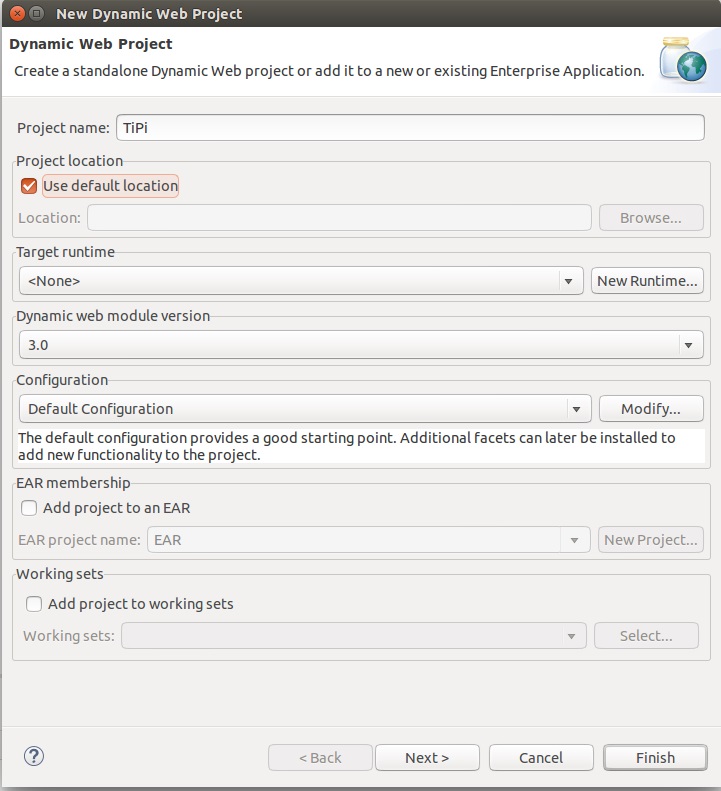 New Dynamic Web Project
Dynamic Web Project
Create a standalone Dynamic Web project or add it to a new or existing Enterprise Application.
Project name: TiPi
Project location
Use default location
Location: Browse...
Target runtime
<None> New Runtime...
Dynamic web module version
3.0
Configuration
Default Configuration Modify...
The default configuration provides a good starting point. Additional facets can later be installed to
add new functionality to the project.
EAR membership
Add project to an EAR
EAR project name: EAR New Project...
Working sets
Add project to working sets
Working sets: Select...
? < Back Next > Cancel Finish